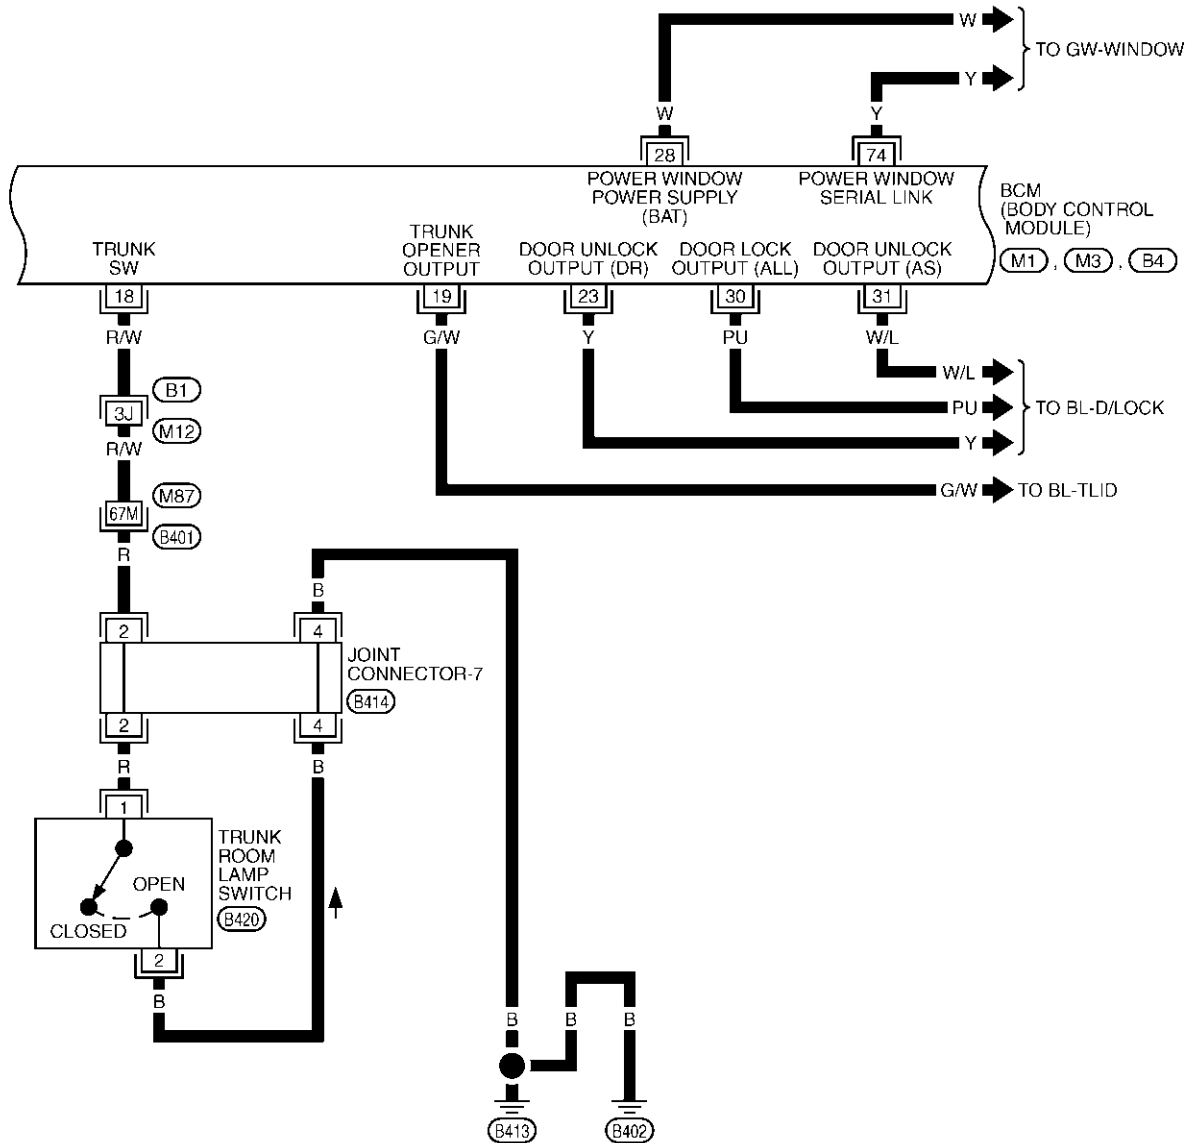 W
TO GW-WINDOW
Y
W
Y
28
74
POWER WINDOW
POWER SUPPLY
(BAT)
POWER WINDOW
SERIAL LINK
BCM
(BODY CONTROL
MODULE)
M1 , M3 , B4
TRUNK
SW
TRUNK
OPENER
OUTPUT
DOOR UNLOCK
OUTPUT (DR)
DOOR LOCK
OUTPUT (ALL)
DOOR UNLOCK
OUTPUT (AS)
18
19
23
30
31
R/W
G/W
Y
PU
W/L
W/L
PU
TO BL-D/LOCK
Y
G/W
TO BL-TLID
B1
3J
M12
R/W
M87
67M
B401
R
B
2
4
JOINT
CONNECTOR-7
B414
2
4
R
B
1
TRUNK
ROOM
LAMP
SWITCH
B420
OPEN
CLOSED
2
B
B
B
B
B413
B402